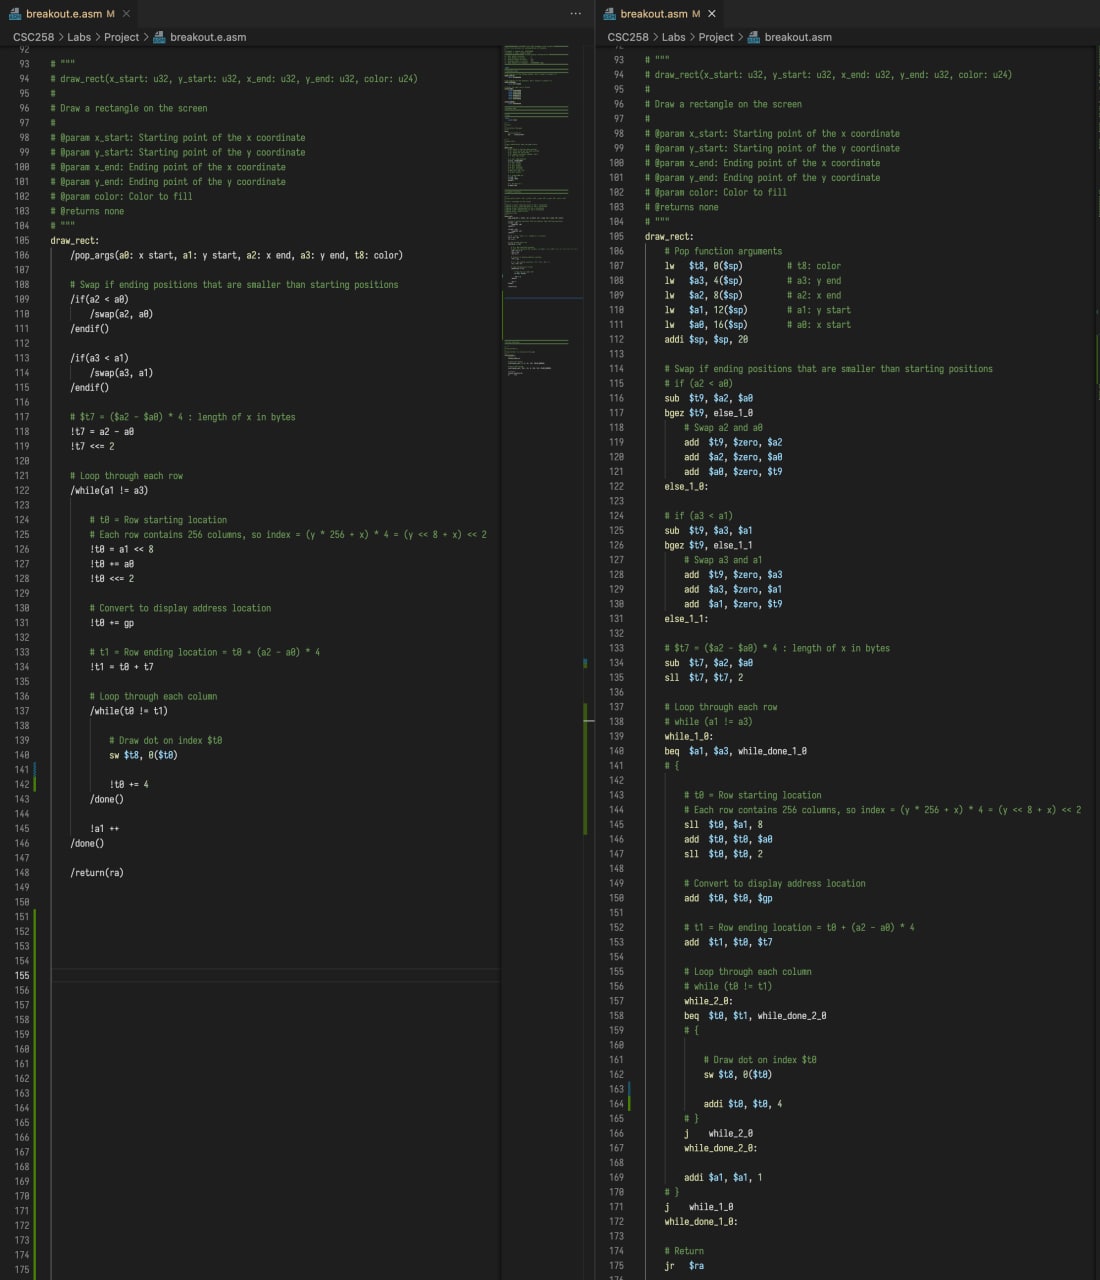 breakout.e.asm M ×
CSC258 > Labs > Project > breakout.e.asm
92
93 # """
94 # draw_rect(x_start: u32, y_start: u32, x_end: u32, y_end: u32, color: u24)
95 #
96 # Draw a rectangle on the screen
97 #
98 # @param x_start: Starting point of the x coordinate
99 # @param y_start: Starting point of the y coordinate
100 # @param x_end: Ending point of the x coordinate
101 # @param y_end: Ending point of the y coordinate
102 # @param color: Color to fill
103 # @returns none
104 # """
105 draw_rect:
106 /pop_args(a0: x start, a1: y start, a2: x end, a3: y end, t8: color)
107
108 # Swap if ending positions that are smaller than starting positions
109 /if(a2 < a0)
110 /swap(a2, a0)
111 /endif()
112
113 /if(a3 < a1)
114 /swap(a3, a1)
115 /endif()
116
117 # $t7 = ($a2 - $a0) * 4 : length of x in bytes
118 !t7 = a2 - a0
119 !t7 <<= 2
120
121 # Loop through each row
122 /while(a1 != a3)
123
124 # t0 = Row starting location
125 # Each row contains 256 columns, so index = (y * 256 + x) * 4 = (y << 8 + x) << 2
126 !t0 = a1 << 8
127 !t0 += a0
128 !t0 <<= 2
129
130 # Convert to display address location
131 !t0 += gp
132
133 # t1 = Row ending location = t0 + (a2 - a0) * 4
134 !t1 = t0 + t7
135
136 # Loop through each column
137 /while(t0 != t1)
138
139 # Draw dot on index $t0
140 sw $t8, 0($t0)
141
142 !t0 += 4
143 /done()
144
145 !a1 ++
146 /done()
147
148 /return(ra)
149
150
151
152
153
154
155
156
157
158
159
160
161
162
163
164
165
166
167
168
169
170
171
172
173
174
175
breakout.asm M ×
CSC258 > Labs > Project > breakout.asm
93 # """
94 # draw_rect(x_start: u32, y_start: u32, x_end: u32, y_end: u32, color: u24)
95 #
96 # Draw a rectangle on the screen
97 #
98 # @param x_start: Starting point of the x coordinate
99 # @param y_start: Starting point of the y coordinate
100 # @param x_end: Ending point of the x coordinate
101 # @param y_end: Ending point of the y coordinate
102 # @param color: Color to fill
103 # @returns none
104 # """
105 draw_rect:
106 # Pop function arguments
107 lw $t8, 0($sp) # t8: color
108 lw $a3, 4($sp) # a3: y end
109 lw $a2, 8($sp) # a2: x end
110 lw $a1, 12($sp) # a1: y start
111 lw $a0, 16($sp) # a0: x start
112 addi $sp, $sp, 20
113
114 # Swap if ending positions that are smaller than starting positions
115 # if (a2 < a0)
116 sub $t9, $a2, $a0
117 bgez $t9, else_1_0
118 # Swap a2 and a0
119 add $t9, $zero, $a2
120 add $a2, $zero, $a0
121 add $a0, $zero, $t9
122 else_1_0:
123
124 # if (a3 < a1)
125 sub $t9, $a3, $a1
126 bgez $t9, else_1_1
127 # Swap a3 and a1
128 add $t9, $zero, $a3
129 add $a3, $zero, $a1
130 add $a1, $zero, $t9
131 else_1_1:
132
133 # $t7 = ($a2 - $a0) * 4 : length of x in bytes
134 sub $t7, $a2, $a0
135 sll $t7, $t7, 2
136
137 # Loop through each row
138 # while (a1 != a3)
139 while_1_0:
140 beq $a1, $a3, while_done_1_0
141 # {
142
143 # t0 = Row starting location
144 # Each row contains 256 columns, so index = (y * 256 + x) * 4 = (y << 8 + x) << 2
145 sll $t0, $a1, 8
146 add $t0, $t0, $a0
147 sll $t0, $t0, 2
148
149 # Convert to display address location
150 add $t0, $t0, $gp
151
152 # t1 = Row ending location = t0 + (a2 - a0) * 4
153 add $t1, $t0, $t7
154
155 # Loop through each column
156 # while (t0 != t1)
157 while_2_0:
158 beq $t0, $t1, while_done_2_0
159 # {
160
161 # Draw dot on index $t0
162 sw $t8, 0($t0)
163
164 addi $t0, $t0, 4
165 # }
166 j while_2_0
167 while_done_2_0:
168
169 addi $a1, $a1, 1
170 # }
171 j while_1_0
172 while_done_1_0:
173
174 # Return
175 jr $ra